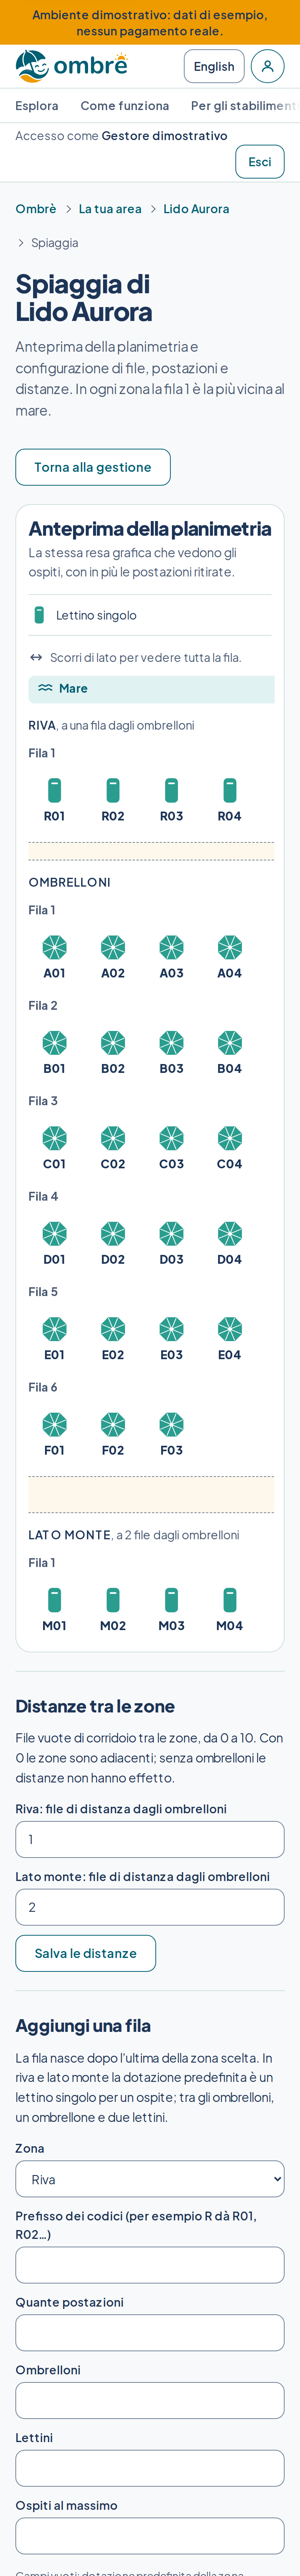 Ambiente dimostrativo: dati di esempio,
nessun pagamento reale.
ombrè
English
Esplora Come funziona Per gli stabiliment
Accesso come Gestore dimostrativo
Esci
Ombrè > La tua area > Lido Aurora
> Spiaggia
Spiaggia di
Lido Aurora
Anteprima della planimetria e
configurazione di file, postazioni e
distanze. In ogni zona la fila 1 è la più vicina al
mare.
Torna alla gestione
Anteprima della planimetria
La stessa resa grafica che vedono gli
ospiti, con in più le postazioni ritirate.
Lettino singolo
Scorri di lato per vedere tutta la fila.
Mare
RIVA, a una fila dagli ombrelloni
Fila 1
R01 R02 R03 R04
OMBRELLONI
Fila 1
A01 A02 A03 A04
Fila 2
B01 B02 B03 B04
Fila 3
C01 C02 C03 C04
Fila 4
D01 D02 D03 D04
Fila 5
E01 E02 E03 E04
Fila 6
F01 F02 F03
LATO MONTE, a 2 file dagli ombrelloni
Fila 1
M01 M02 M03 M04
Distanze tra le zone
File vuote di corridoio tra le zone, da 0 a 10. Con
0 le zone sono adiacenti; senza ombrelloni le
distanze non hanno effetto.
Riva: file di distanza dagli ombrelloni
1
Lato monte: file di distanza dagli ombrelloni
2
Salva le distanze
Aggiungi una fila
La fila nasce dopo l'ultima della zona scelta. In
riva e lato monte la dotazione predefinita è un
lettino singolo per un ospite; tra gli ombrelloni,
un ombrellone e due lettini.
Zona
Riva
Prefisso dei codici (per esempio R dà R01,
R02…)
Quante postazioni
Ombrelloni
Lettini
Ospiti al massimo
Campi vuoti: dotazione predefinita della zona.